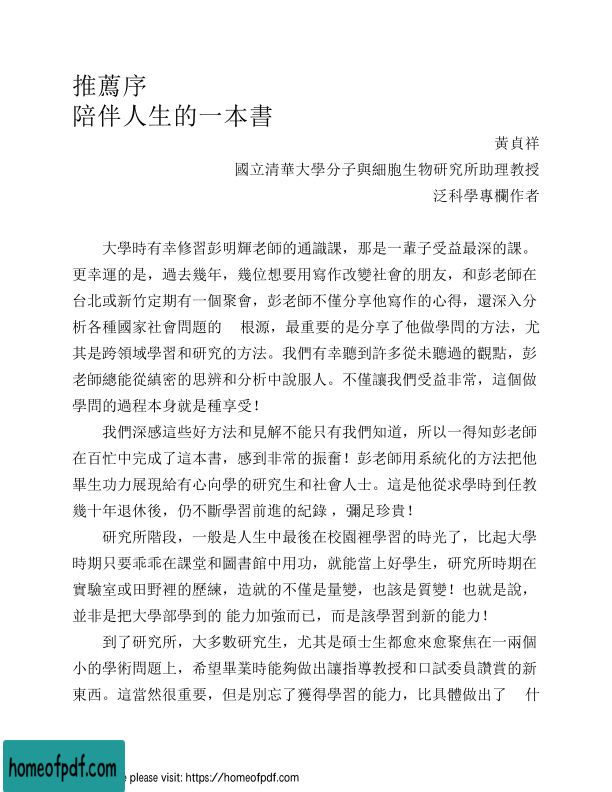 推薦序
陪伴人生的一本書
黃貞祥
國立清華大學分子與細胞生物研究所助理教授
泛科學專欄作者
大學時有幸修習彭明輝老師的通識課，那是一輩子受益最深的課。
更幸運的是，過去幾年，幾位想要用寫作改變社會的朋友，和彭老師在
台北或新竹定期有一個聚會，彭老師不僅分享他寫作的心得，還深入分
析各種國家社會問題的 根源，最重要的是分享了他做學問的方法，尤
其是跨領域學習和研究的方法。我們有幸聽到許多從未聽過的觀點，彭
老師總能從縝密的思辨和分析中說服人。不僅讓我們受益非常，這個做
學問的過程本身就是種享受！
我們深感這些好方法和見解不能只有我們知道，所以一得知彭老師
在百忙中完成了這本書，感到非常的振奮！彭老師用系統化的方法把他
畢生功力展現給有心向學的研究生和社會人士。這是他從求學時到任教
幾十年退休後，仍不斷學習前進的紀錄 ，彌足珍貴！
研究所階段，一般是人生中最後在校園裡學習的時光了，比起大學
時期只要乖乖在課堂和圖書館中用功，就能當上好學生，研究所時期在
實驗室或田野裡的歷練，造就的不僅是量變，也該是質變！也就是說，
並非是把大學部學到的 能力加強而已，而是該學習到新的能力！
到了研究所，大多數研究生，尤其是碩士生都愈來愈聚焦在一兩個
小的學術問題上，希望畢業時能夠做出讓指導教授和口試委員讚賞的新
東西。這當然很重要，但是別忘了獲得學習的能力，比具體做出了 什
homeofpdf.com
e please visit: https://homeofpdf.com